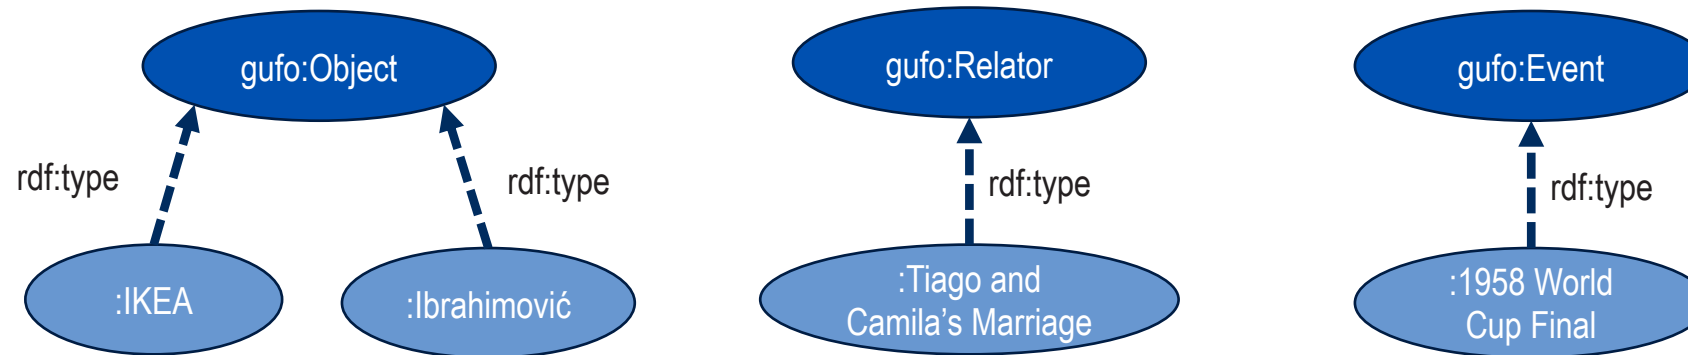 gufo:Object
gufo:Relator
gufo:Event
rdf:type
rdf:type
rdf:type
rdf:type
:IKEA
:Ibrahimović
:Tiago and
Camila’s Marriage
:1958 World
Cup Final